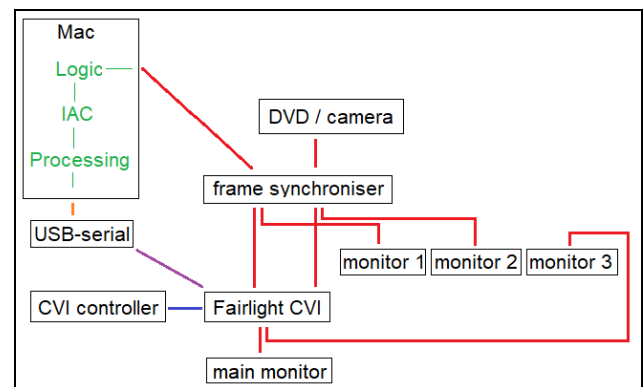 Mac
Logic
IAC
DVD / camera
Processing
frame synchroniser
USB-serial
monitor 1
monitor 2
monitor 3
CVI controller
Fairlight CVI
main monitor